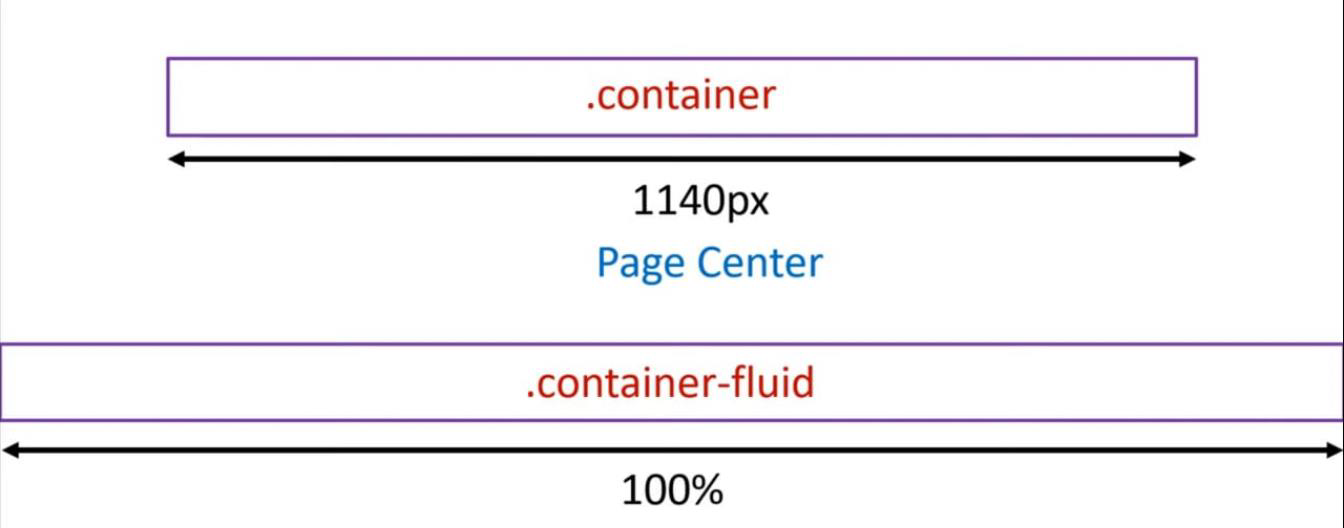 .container
1140px
Page Center
.container-fluid
100%